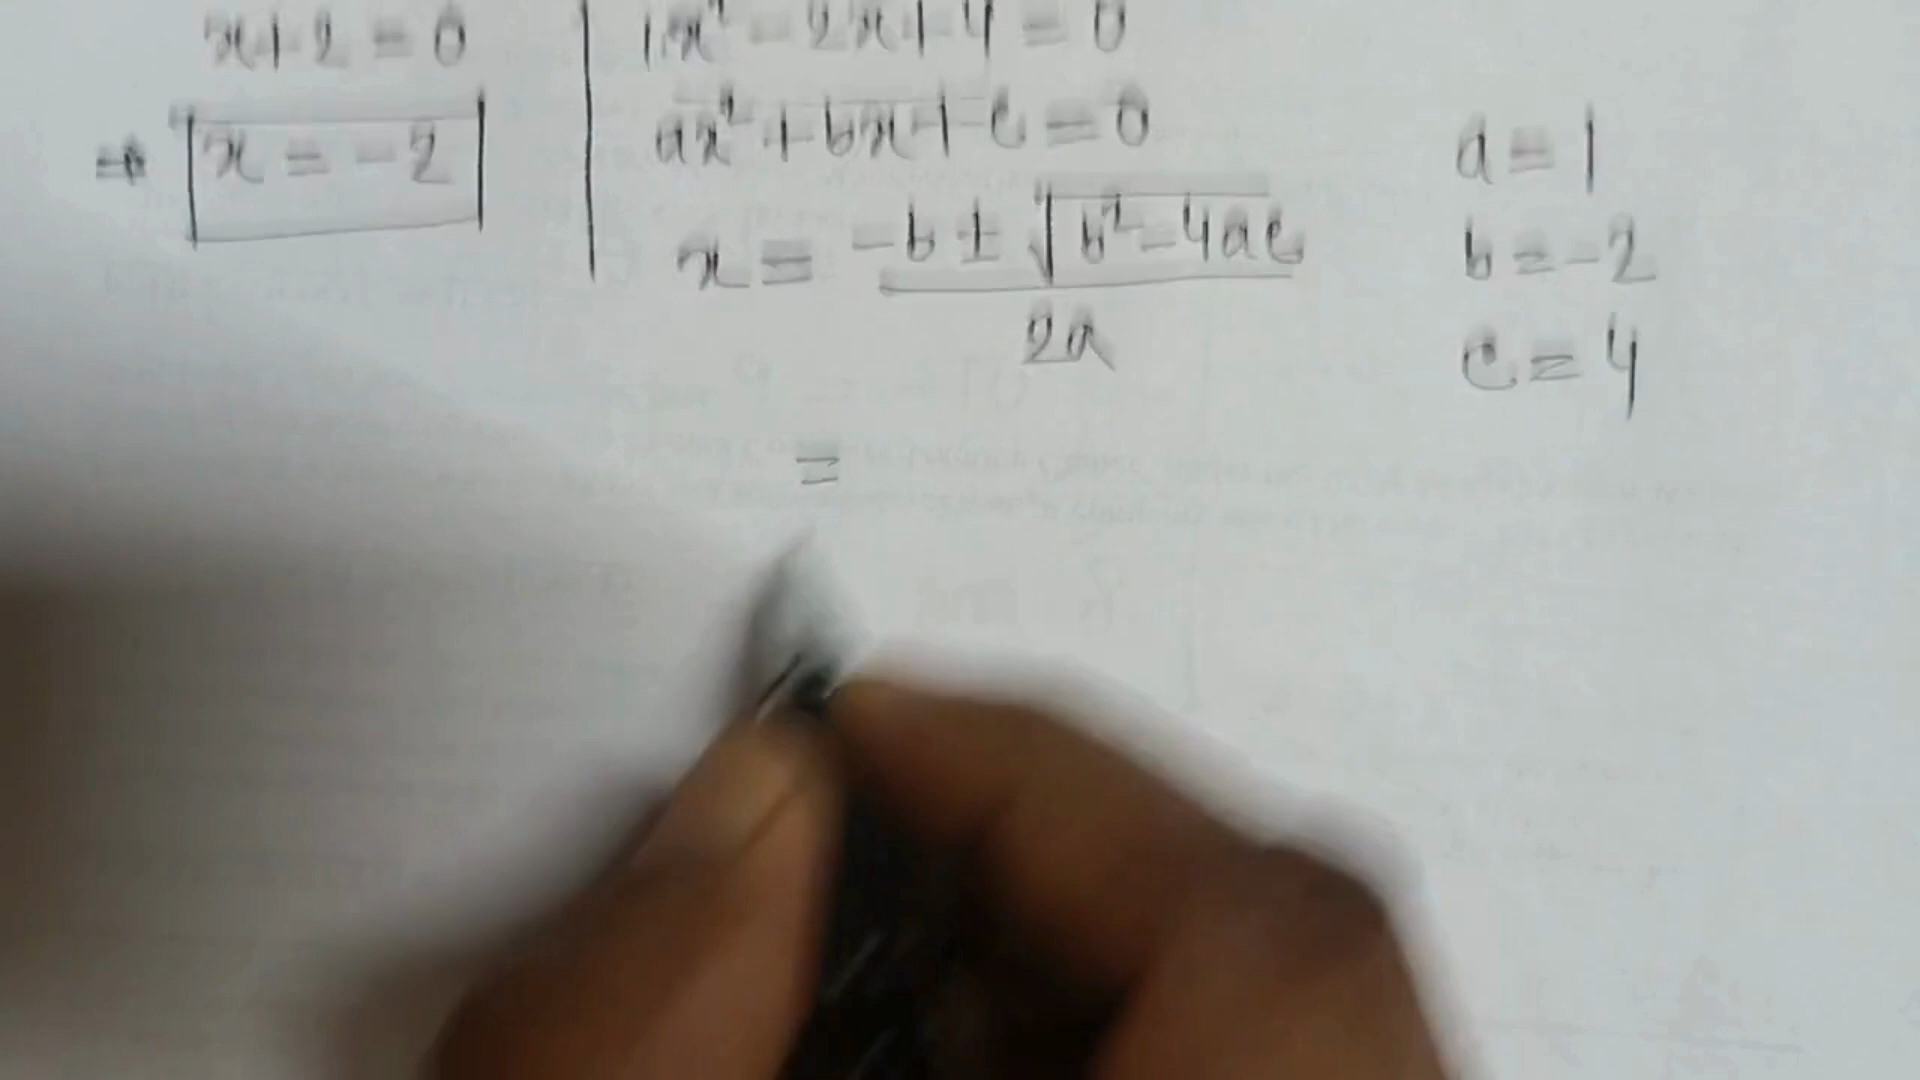 x+2 = 0
⇒ x = -2
1x² - 2x + 4 = 0
ax² + bx + c = 0
x = -b ± √b²-4ac / 2a
=
a = 1
b = -2
c = 4